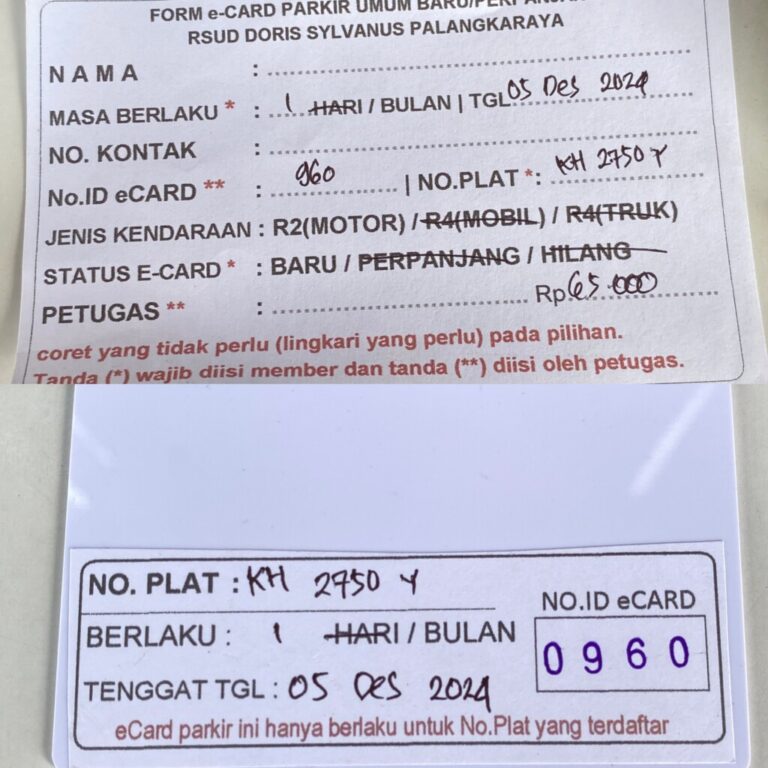 FORM e-CARD PARKIR UMUM BARU/PERPANJANG
RSUD DORIS SYLVANUS PALANGKARAYA
NAMA :
MASA BERLAKU * : 1 HARI / BULAN | TGL 05 Des 2024
NO. KONTAK :
No.ID eCARD ** : 960 | NO.PLAT *: KH 2750 Y
JENIS KENDARAAN : R2(MOTOR) / R4(MOBIL) / R4(TRUK)
STATUS E-CARD * : BARU / PERPANJANG / HILANG
PETUGAS ** : Rp. 65.000
coret yang tidak perlu (lingkari yang perlu) pada pilihan.
Tanda (*) wajib diisi member dan tanda (**) diisi oleh petugas.
NO. PLAT : KH 2750 Y
BERLAKU : 1 HARI / BULAN
TENGGAT TGL : 05 Des 2024
NO.ID eCARD
0960
eCard parkir ini hanya berlaku untuk No.Plat yang terdaftar